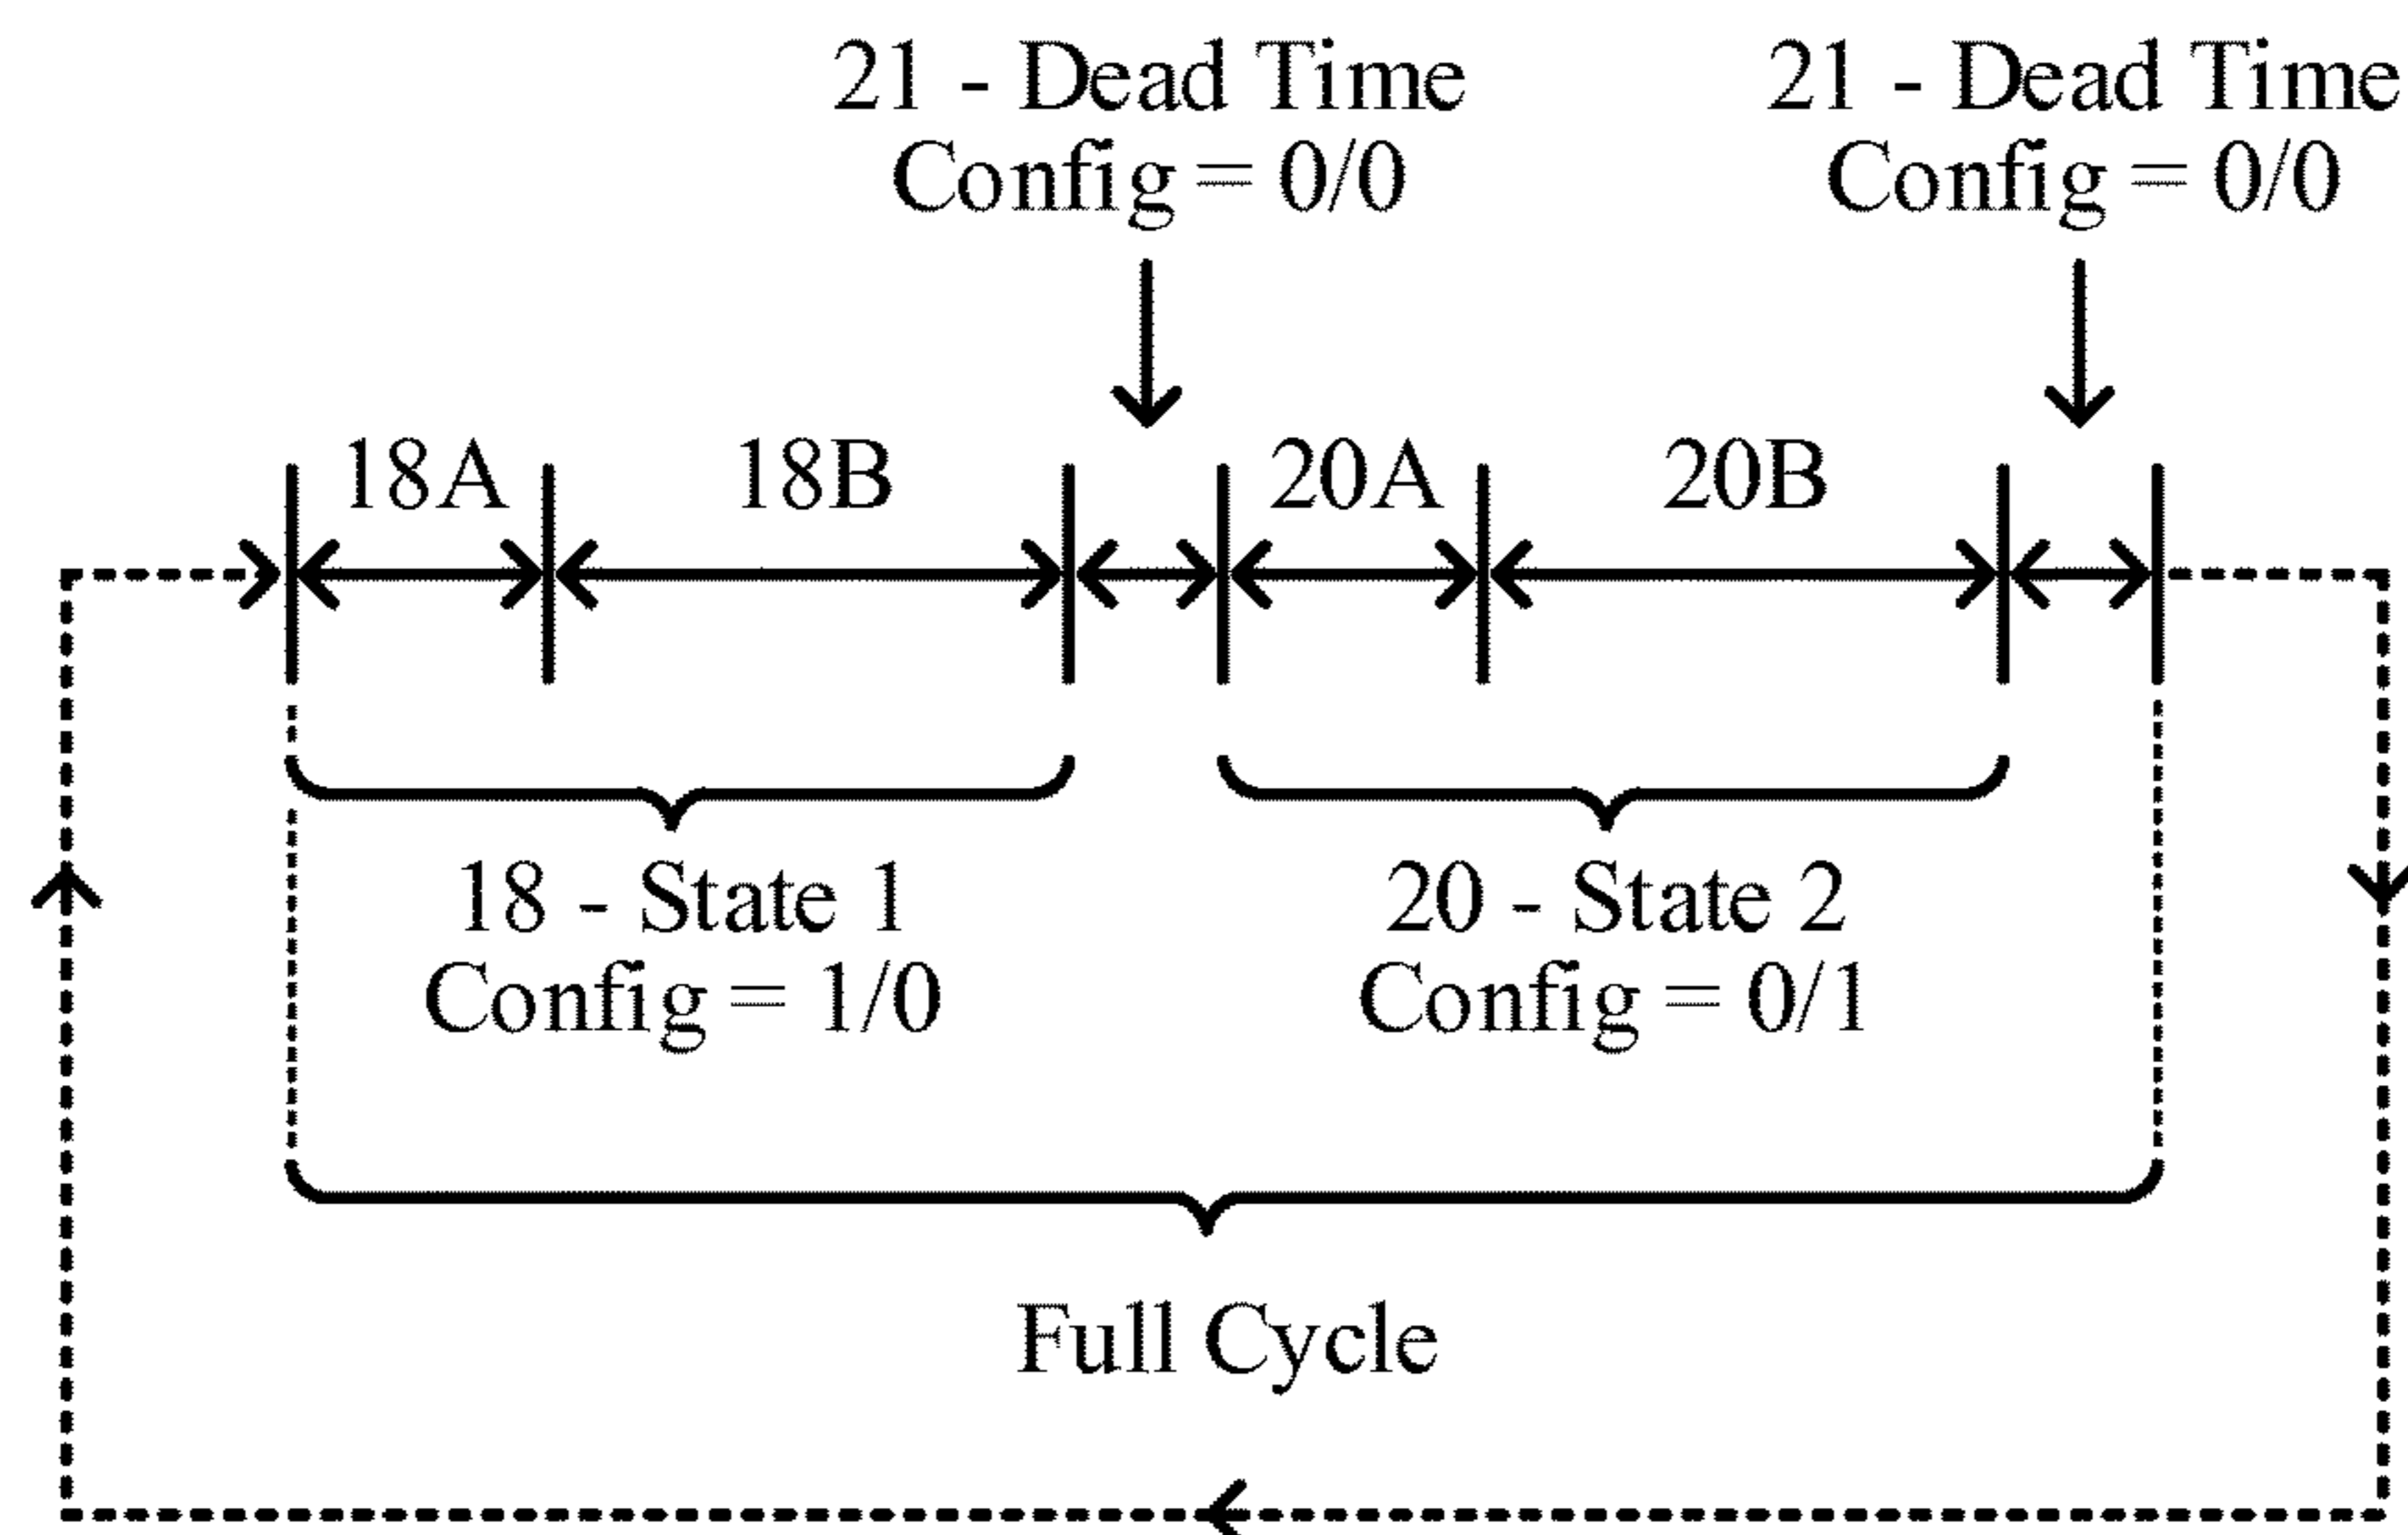 21 - Dead Time
Config = 0/0
21 - Dead Time
Config = 0/0
18A
18B
20A
20B
18 - State 1
Config = 1/0
20 - State 2
Config = 0/1
Full Cycle